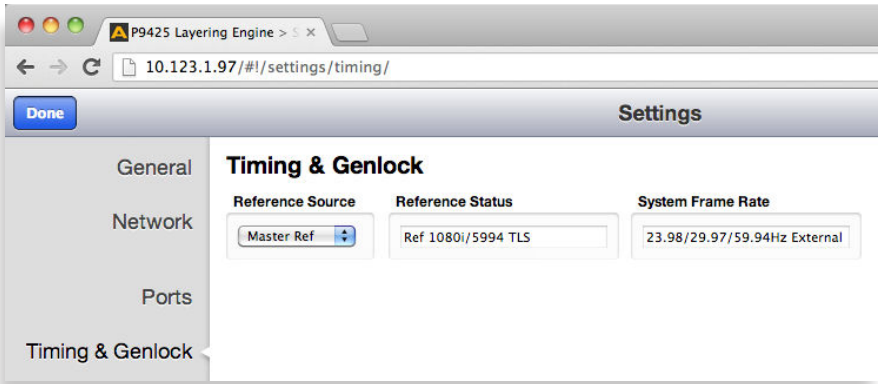 P9425 Layering Engine > S
10.123.1.97/#!/settings/timing/
Done
Settings
General
Network
Ports
Timing & Genlock
Timing & Genlock
Reference Source
Reference Status
System Frame Rate
Master Ref
Ref 1080i/5994 TLS
23.98/29.97/59.94Hz External